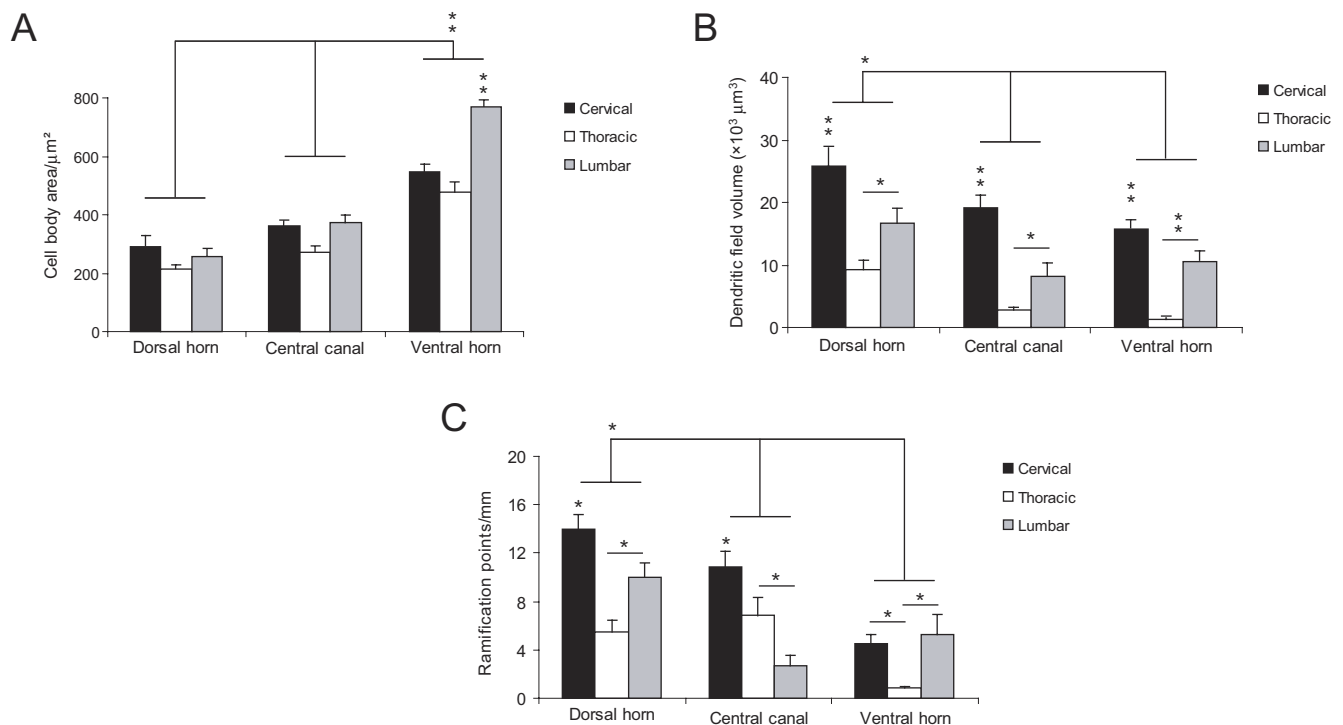 A
Cell body area/µm²
800
600
400
200
0
* *
* *
Dorsal horn
Central canal
Ventral horn
Cervical
Thoracic
Lumbar
B
Dendritic field volume (×10³ µm³)
40
30
20
10
0
*
* *
*
* *
*
* *
* *
Dorsal horn
Central canal
Ventral horn
Cervical
Thoracic
Lumbar
C
Ramification points/mm
20
16
12
8
4
0
*
*
*
*
*
*
*
Dorsal horn
Central canal
Ventral horn
Cervical
Thoracic
Lumbar